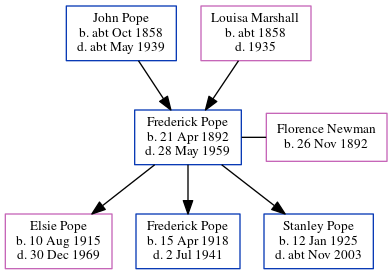 John Pope
b. abt Oct 1858
d. abt May 1939
Louisa Marshall
b. abt 1858
d. 1935
Frederick Pope
b. 21 Apr 1892
d. 28 May 1959
Florence Newman
b. 26 Nov 1892
Elsie Pope
b. 10 Aug 1915
d. 30 Dec 1969
Frederick Pope
b. 15 Apr 1918
d. 2 Jul 1941
Stanley Pope
b. 12 Jan 1925
d. abt Nov 2003